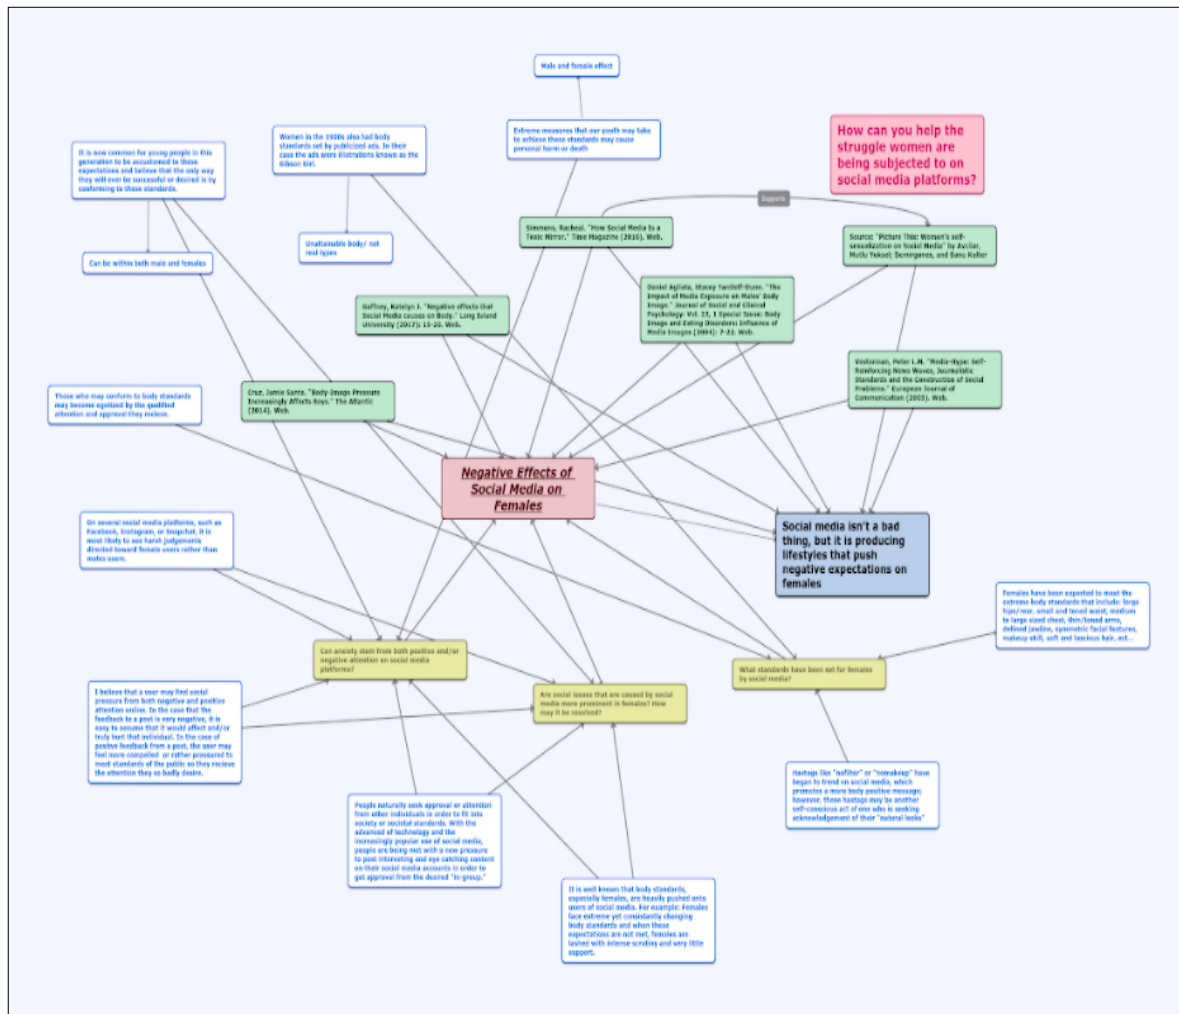 Male and female effect
Women in the 1900s also had body
standards set by publicized ads. In their
case the ads were illustrations known as the
Gibson Girl.
Extreme measures that our youth may take
to achieve these standards may cause
personal harm or death
How can you help the
struggle women are
being subjected to on
social media platforms?
It is now common for young people in this
generation to be accustomed to these
expectations and believe that the only way
they will ever be successful or desired is by
conforming to these standards.
Supports
Unattainable body/ not
real types
Simmons, Racheal. "How Social Media Is a
Toxic Mirror." Time Magazine (2016). Web.
Source: "Picture This: Women's self-
sexualization on Social Media" by Avcilar,
Mutlu Yuksel; Demirgunes, and Banu Kulter
Can be within both male and females
Daniel Agliata, Stacey Tantleff-Dunn. "The
Impact of Media Exposure on Males' Body
Image." Journal of Social and Clinical
Psychology: Vol. 23, 1 Special Issue: Body
Image and Eating Disorders: Influence of
Media Images (2004): 7-22. Web.
Gaffney, Katelyn J. "Negative effects that
Social Media causes on Body." Long Island
University (2017): 15-20. Web.
Vasterman, Peter L.M. "Media-Hype: Self-
Reinforcing News Waves, Journalistic
Standards and the Construction of Social
Problems." European Journal of
Communication (2005). Web.
Those who may conform to body standards
may become egotized by the qualified
attention and approval they recieve.
Cruz, Jamie Santa. "Body-Image Pressure
Increasingly Affects Boys." The Atlantic
(2014). Web.
Negative Effects of
Social Media on
Females
On several social media platforms, such as
Facebook, Instagram, or Snapchat, it is
most likely to see harsh judgements
directed toward female users rather than
males users.
Social media isn't a bad
thing, but it is producing
lifestyles that push
negative expectations on
females
Females have been expected to meet the
extreme body standards that include: large
hips/rear, small and toned waist, medium
to large sized chest, thin/toned arms,
defined jawline, symmetric facial features,
makeup skill, soft and luscious hair, ect...
Can anxiety stem from both positive and/or
negative attention on social media
platforms?
What standards have been set for females
by social media?
Are social issues that are caused by social
media more prominent in females? How
may it be resolved?
I believe that a user may find social
pressure from both negative and positive
attention online. In the case that the
feedback to a post is very negative, it is
easy to assume that it would affect and/or
truly hurt that individual. In the case of
positve feedback from a post, the user may
feel more compelled or rather pressured to
meet standards of the public so they recieve
the attention they so badly desire.
Hastags like "nofilter" or "nomakeup" have
began to trend on social media, which
promotes a more body positive message;
however, these hastags may be another
self-conscious act of one who is seeking
acknowledgement of their "natural looks"
People naturally seek approval or attention
from other individuals in order to fit into
society or societal standards. With the
advanced of technology and the
increasingly popular use of social media,
people are being met with a new pressure
to post interesting and eye catching content
on their social media accounts in order to
get approval from the desired "in-group."
It is well known that body standards,
especially females, are heavily pushed onto
users of social media. For example: Females
face extreme yet consistantly changing
body standards and when these
expectations are not met, females are
lashed with intense scrutiny and very little
support.